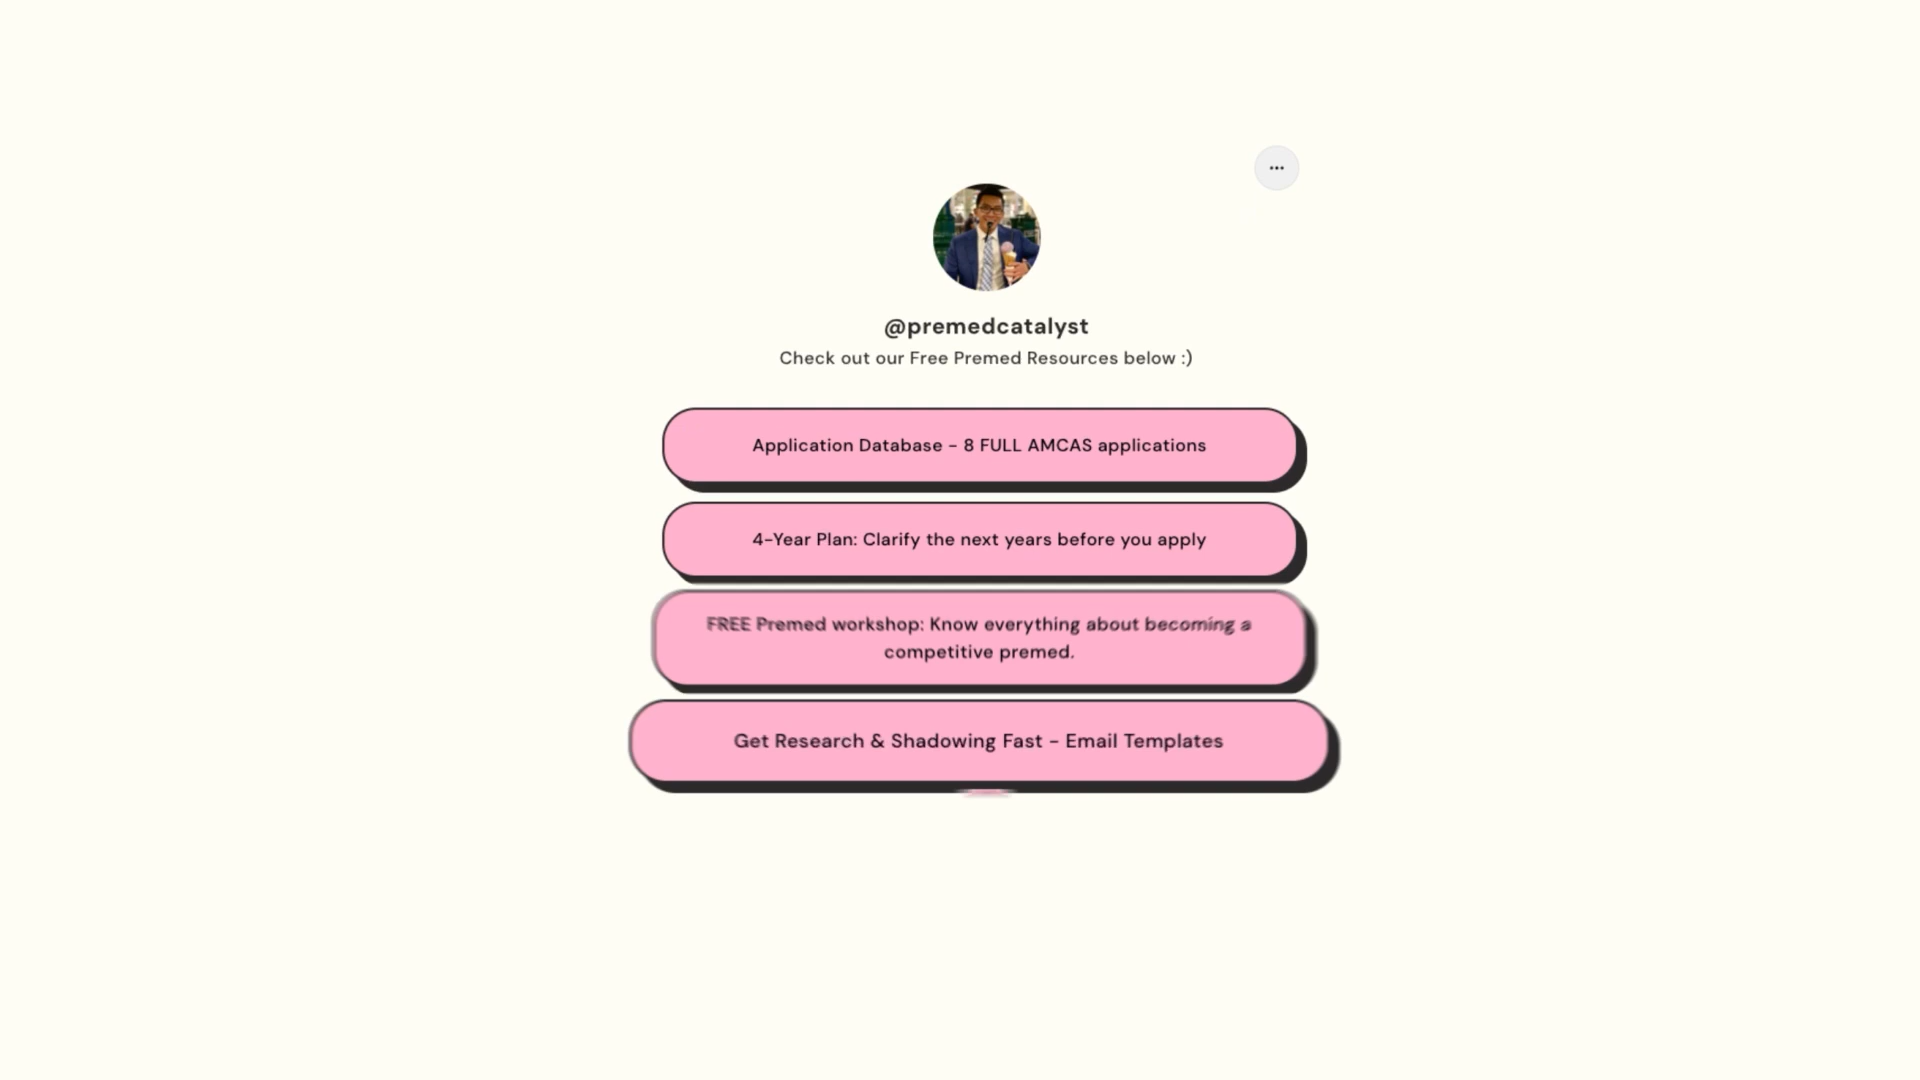 @premedcatalyst
Check out our Free Premed Resources below :)
Application Database - 8 FULL AMCAS applications
4-Year Plan: Clarify the next years before you apply
FREE Premed workshop: Know everything about becoming a
competitive premed.
Get Research & Shadowing Fast - Email Templates